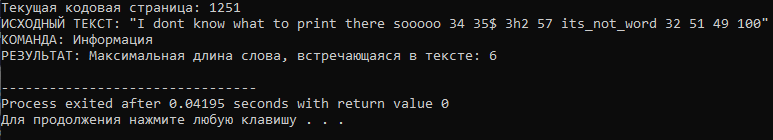 Текущая кодовая страница: 1251
ИСХОДНЫЙ ТЕКСТ: "I dont know what to print there sooooo 34 35$ 3h2 57 its_not_word 32 51 49 100"
КОМАНДА: Информация
РЕЗУЛЬТАТ: Максимальная длина слова, встречающаяся в тексте: 6
--------------------------------
Process exited after 0.04195 seconds with return value 0
Для продолжения нажмите любую клавишу . . .